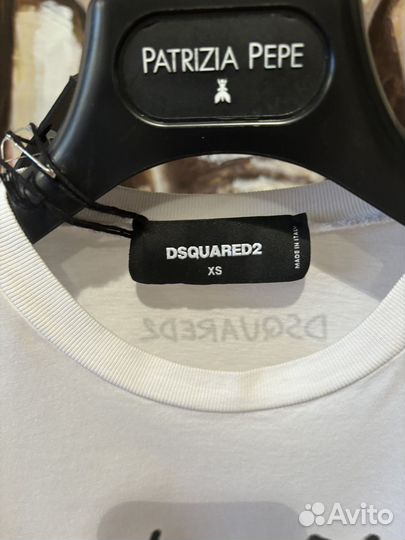 PATRIZIA PEPE
DSQUARED2
XS
MADE IN ITALY
DSQUARED2
Avito